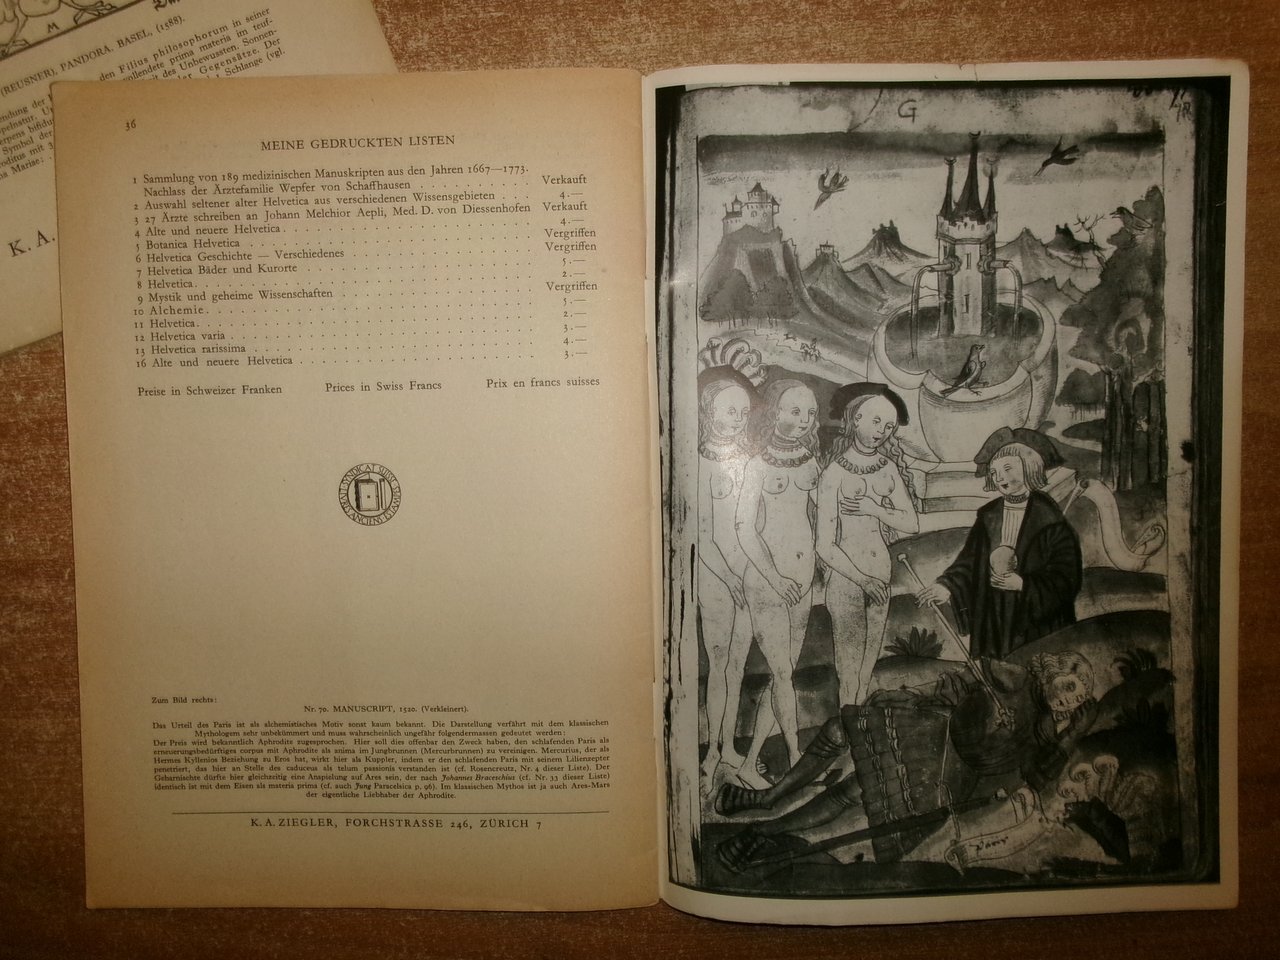 (REUSNER), PANDORA, BASEL, (1588).
den Filius philosophorum in seiner
vollendete prima materia im teuf-
des Unbewussten. Sonnen-
der Gegensätze. Der
Schlange (vgl.
K. A.
36
MEINE GEDRUCKTEN LISTEN
1 Sammlung von 189 medizinischen Manuskripten aus den Jahren 1667—1773.
Nachlass der Ärztefamilie Wepfer von Schaffhausen . . . . . . . . . Verkauft
2 Auswahl seltener alter Helvetica aus verschiedenen Wissensgebieten . . . 4.—
3 27 Ärzte schreiben an Johann Melchior Aepli, Med. D. von Diessenhofen Verkauft
4 Alte und neuere Helvetica . . . . . . . . . 4.—
5 Botanica Helvetica . . . . . . . . . Vergriffen
6 Helvetica Geschichte — Verschiedenes . . . . . . . . . Vergriffen
7 Helvetica Bäder und Kurorte . . . . . . . . . 5.—
8 Helvetica . . . . . . . . . 2.—
9 Mystik und geheime Wissenschaften . . . . . . . . . Vergriffen
10 Alchemie . . . . . . . . . 5.—
11 Helvetica . . . . . . . . . 2.—
12 Helvetica varia . . . . . . . . . 3.—
13 Helvetica rarissima . . . . . . . . . 4.—
16 Alte und neuere Helvetica . . . . . . . . . 3.—
Preise in Schweizer Franken Prices in Swiss Francs Prix en francs suisses
Zum Bild rechts:
Nr. 70. MANUSCRIPT, 1520. (Verkleinert).
Das Urteil des Paris ist als alchemistisches Motiv sonst kaum bekannt. Die Darstellung verfährt mit dem klassischen
Mythologem sehr unbekümmert und muss wahrscheinlich ungefähr folgendermassen gedeutet werden:
Der Preis wird bekanntlich Aphrodite zugesprochen. Hier soll dies offenbar den Zweck haben, den schlafenden Paris als
erneuerungsbedürftiges corpus mit Aphrodite als anima im Jungbrunnen (Mercurbrunnen) zu vereinigen. Mercurius, der als
Hermes Kyllenios Beziehung zu Eros hat, wirkt hier als Kuppler, indem er den schlafenden Paris mit seinem Lilienzepter
penetriert, das hier an Stelle des caduceus als telum passionis verstanden ist (cf. Rosencreutz, Nr. 4 dieser Liste). Der
Geharnischte dürfte hier gleichzeitig eine Anspielung auf Ares sein, der nach Johannes Braceschius (cf. Nr. 33 dieser Liste)
identisch ist mit dem Eisen als materia prima (cf. auch Jung Paracelsica p. 96). Im klassischen Mythos ist ja auch Ares-Mars
der eigentliche Liebhaber der Aphrodite.
K. A. ZIEGLER, FORCHSTRASSE 246, ZÜRICH 7
G
Paris